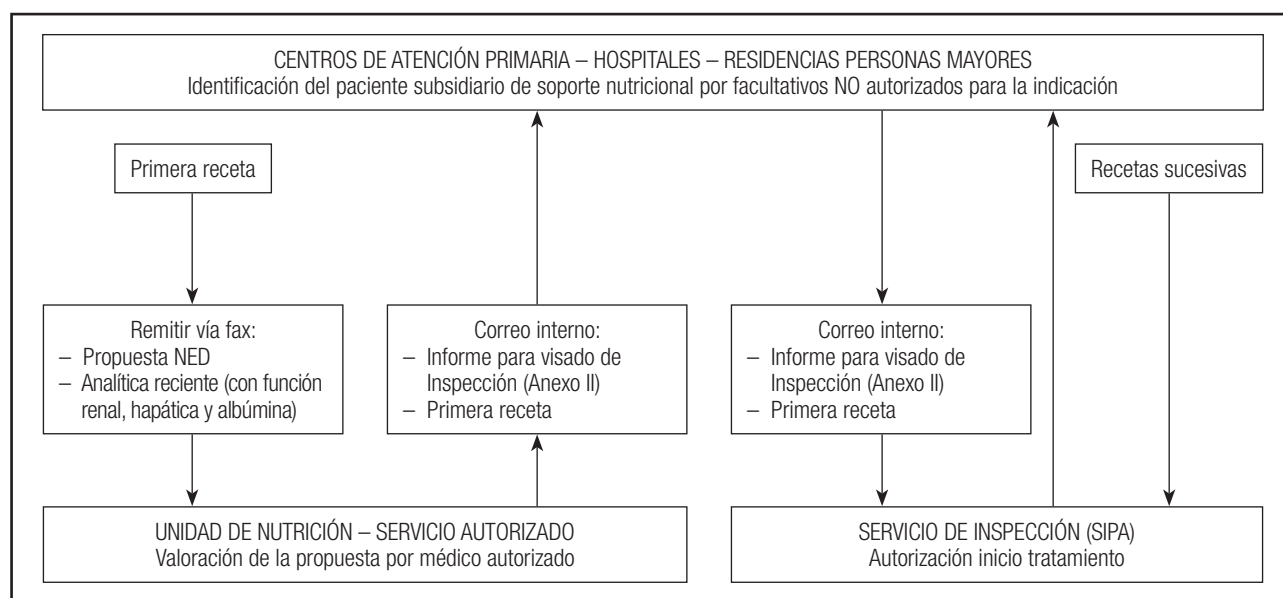 CENTROS DE ATENCIÓN PRIMARIA – HOSPITALES – RESIDENCIAS PERSONAS MAYORES
Identificación del paciente subsidiario de soporte nutricional por facultativos NO autorizados para la indicación
Primera receta
Recetas sucesivas
Remitir vía fax:
– Propuesta NED
– Analítica reciente (con función
renal, hapática y albúmina)
Correo interno:
– Informe para visado de
Inspección (Anexo II)
– Primera receta
Correo interno:
– Informe para visado de
Inspección (Anexo II)
– Primera receta
UNIDAD DE NUTRICIÓN – SERVICIO AUTORIZADO
Valoración de la propuesta por médico autorizado
SERVICIO DE INSPECCIÓN (SIPA)
Autorización inicio tratamiento